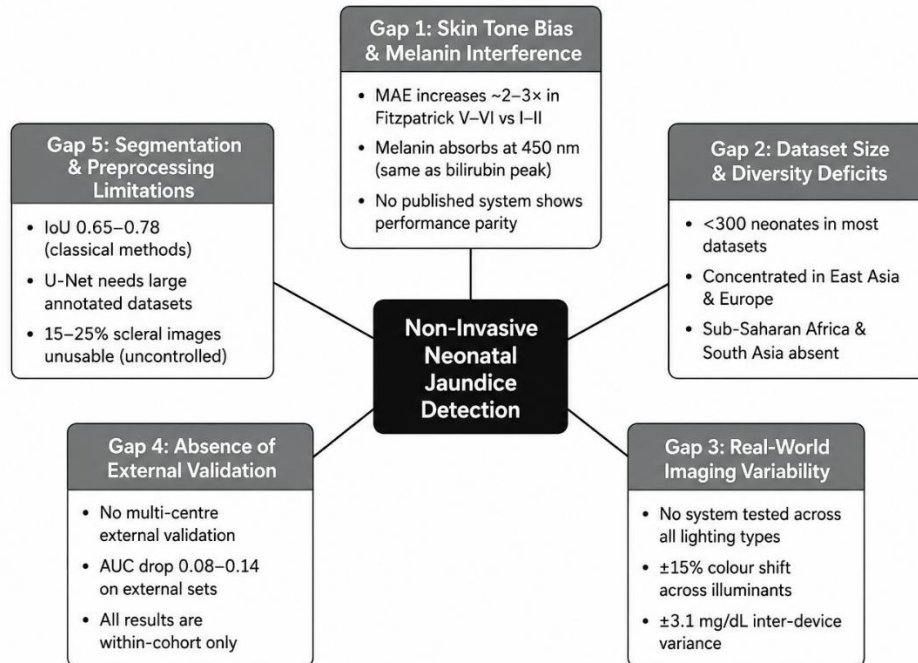 Gap 1: Skin Tone Bias
& Melanin Interference
• MAE increases ~2–3× in
Fitzpatrick V–VI vs I–II
• Melanin absorbs at 450 nm
(same as bilirubin peak)
• No published system shows
performance parity
Gap 5: Segmentation
& Preprocessing
Limitations
• IoU 0.65–0.78
(classical methods)
• U-Net needs large
annotated datasets
• 15–25% scleral images
unusable (uncontrolled)
Gap 2: Dataset Size
& Diversity Deficits
• <300 neonates in most
datasets
• Concentrated in East Asia
& Europe
• Sub-Saharan Africa &
South Asia absent
Non-Invasive
Neonatal
Jaundice
Detection
Gap 4: Absence of
External Validation
• No multi-centre
external validation
• AUC drop 0.08–0.14
on external sets
• All results are
within-cohort only
Gap 3: Real-World
Imaging Variability
• No system tested across
all lighting types
• ±15% colour shift
across illuminants
• ±3.1 mg/dL inter-device
variance